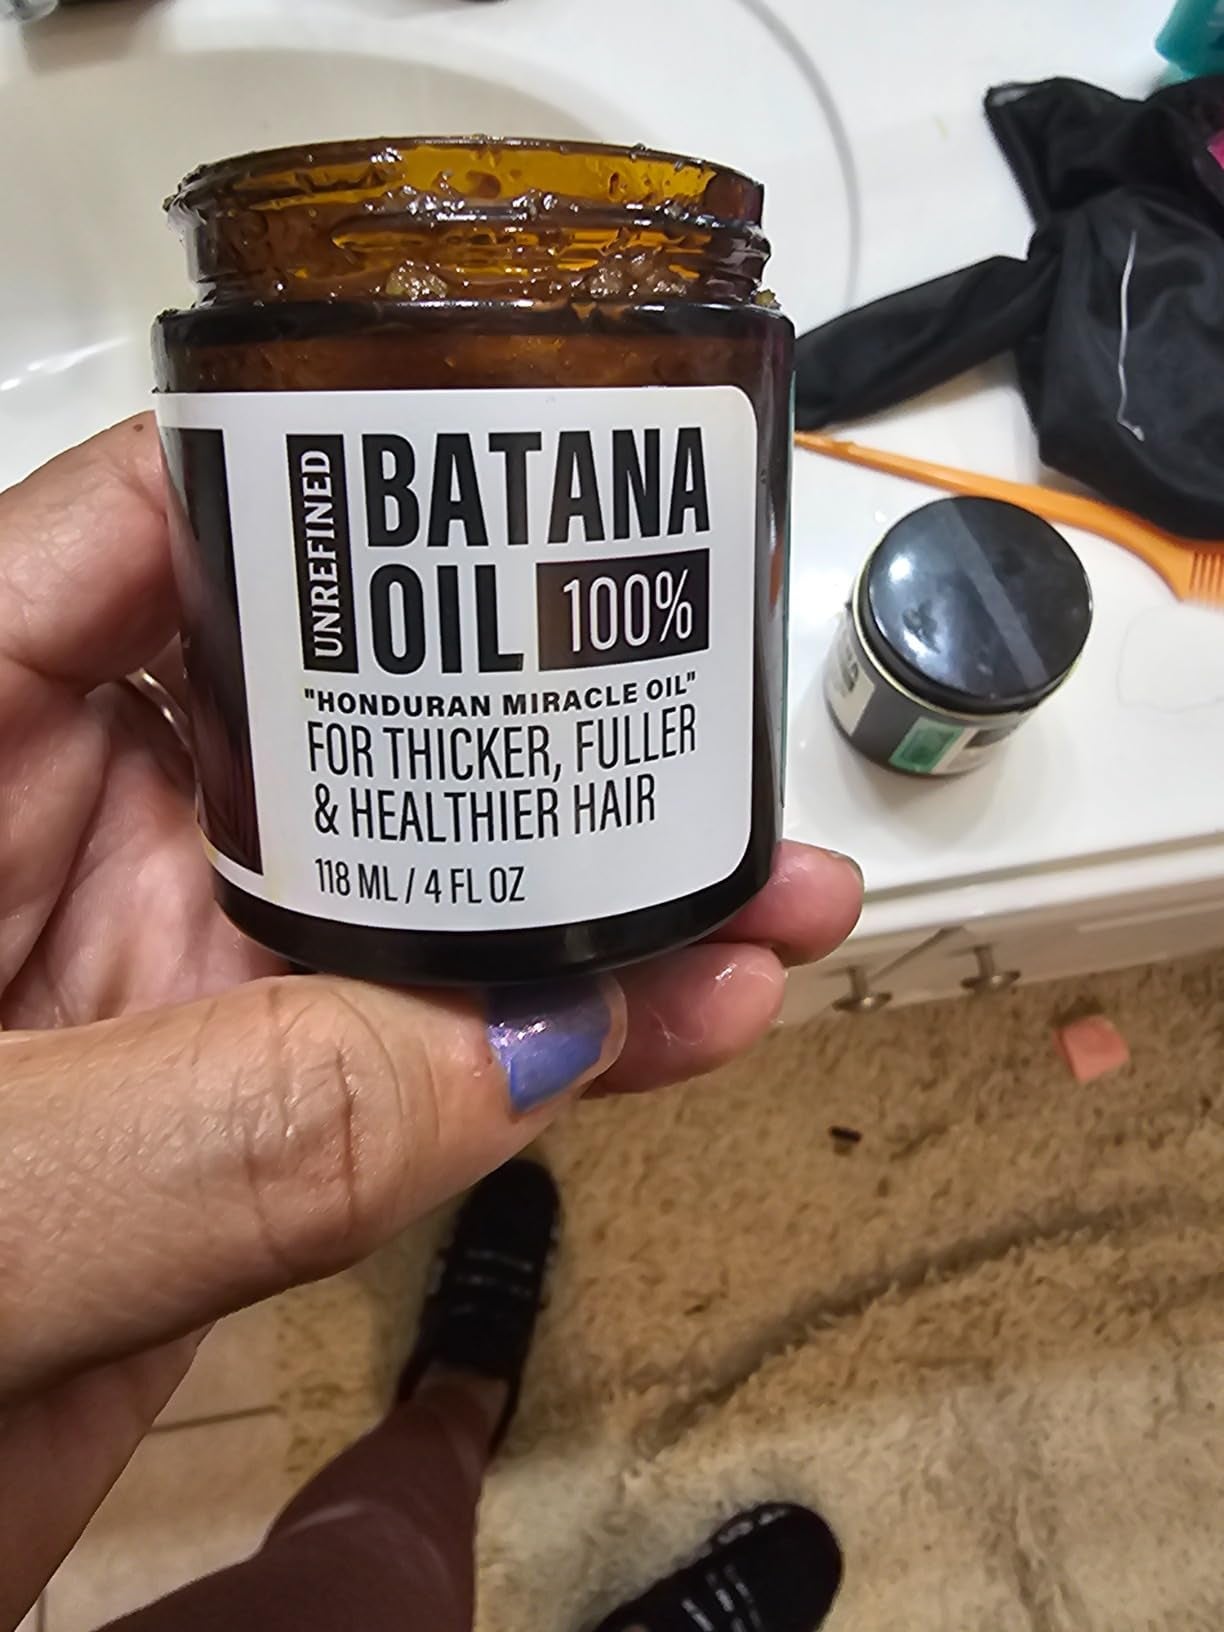 UNREFINED
BATANA
OIL 100%
"HONDURAN MIRACLE OIL"
FOR THICKER, FULLER
& HEALTHIER HAIR
118 ML / 4 FL OZ